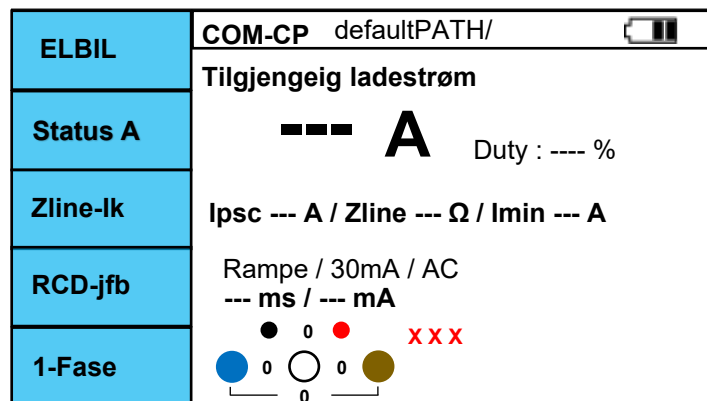 ELBIL
Status A
Zline-Ik
RCD-jfb
1-Fase
COM-CP defaultPATH/
Tilgjengeig ladestrøm
--- A Duty : ---- %
Ipsc --- A / Zline --- Ω / Imin --- A
Rampe / 30mA / AC
--- ms / --- mA
0 X X X
0 0
0